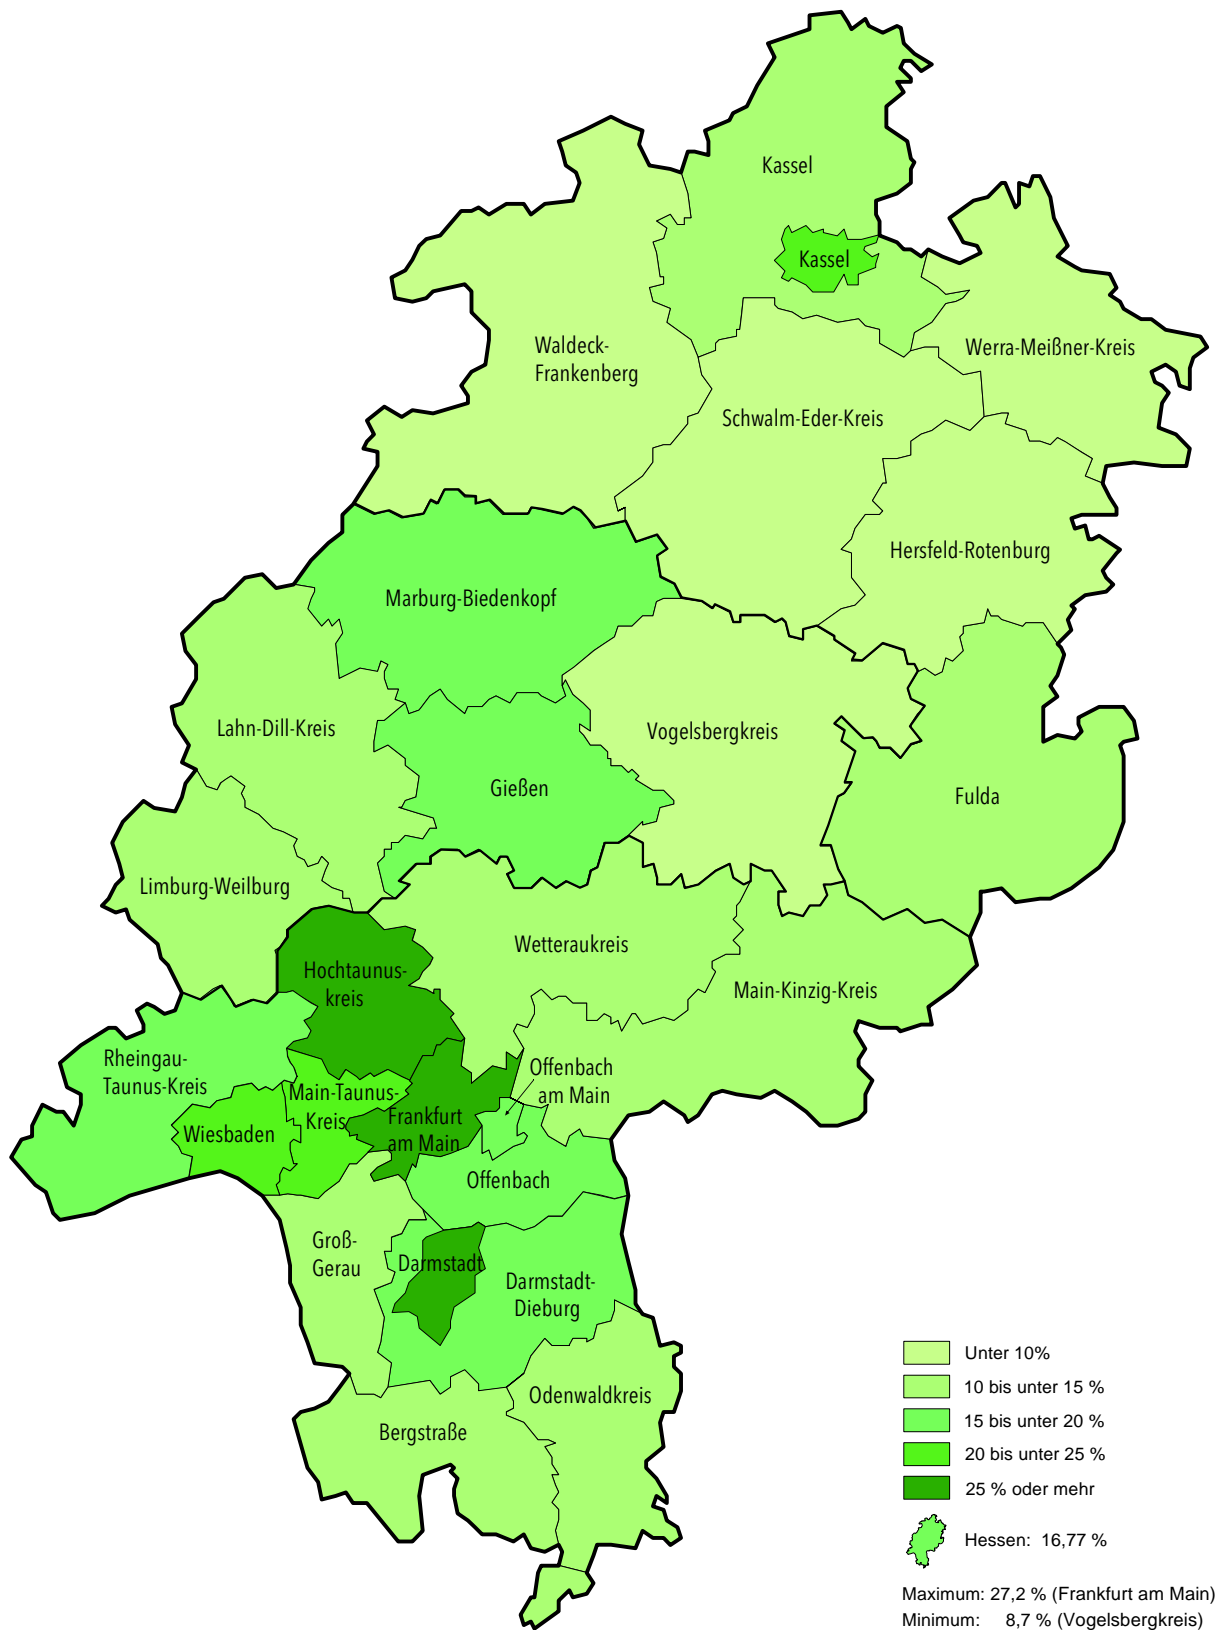 Kassel
Kassel
Waldeck-
Frankenberg
Werra-Meißner-Kreis
Schwalm-Eder-Kreis
Hersfeld-Rotenburg
Marburg-Biedenkopf
Lahn-Dill-Kreis
Vogelsbergkreis
Gießen
Fulda
Limburg-Weilburg
Wetteraukreis
Hochtaunus-
kreis
Main-Kinzig-Kreis
Rheingau-
Taunus-Kreis
Offenbach
am Main
Main-Taunus-
Kreis
Frankfurt
am Main
Wiesbaden
Offenbach
Groß-
Gerau
Darmstadt
Darmstadt-
Dieburg
Odenwaldkreis
Bergstraße
Unter 10%
10 bis unter 15 %
15 bis unter 20 %
20 bis unter 25 %
25 % oder mehr
Hessen: 16,77 %
Maximum: 27,2 % (Frankfurt am Main)
Minimum: 8,7 % (Vogelsbergkreis)